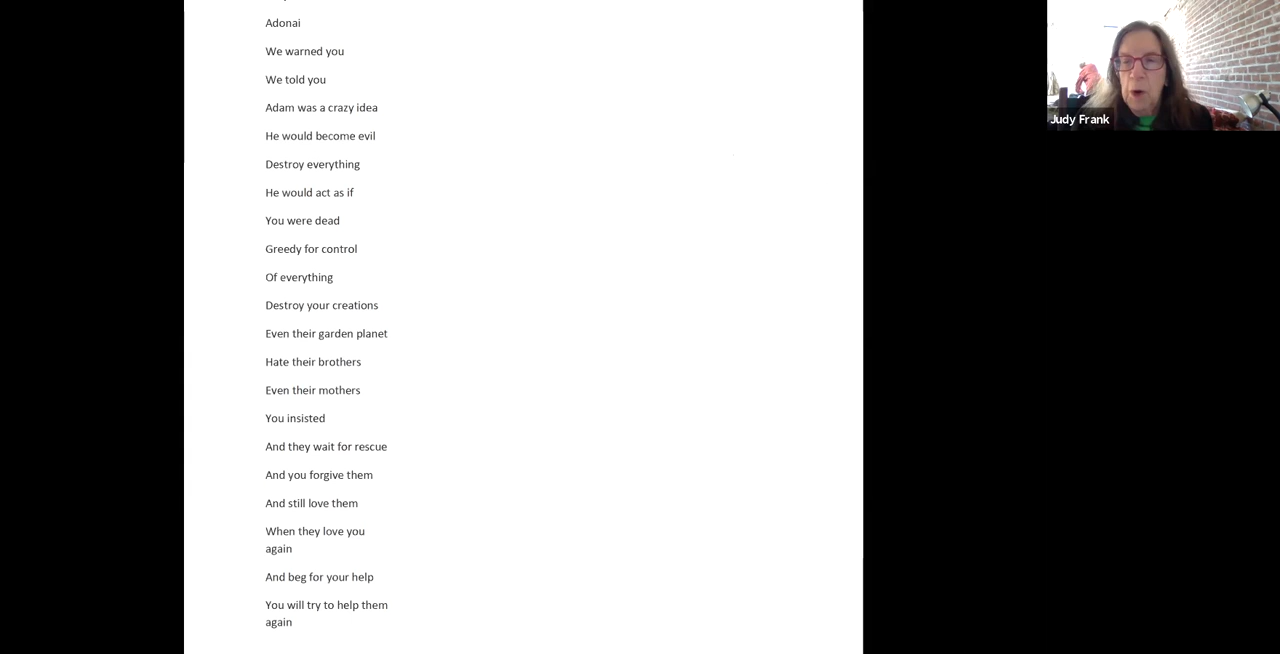 Adonai
We warned you
We told you
Adam was a crazy idea
He would become evil
Destroy everything
He would act as if
You were dead
Greedy for control
Of everything
Destroy your creations
Even their garden planet
Hate their brothers
Even their mothers
You insisted
And they wait for rescue
And you forgive them
And still love them
When they love you
again
And beg for your help
You will try to help them
again
Judy Frank